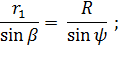 r₁/sin β = R/sin ψ ;